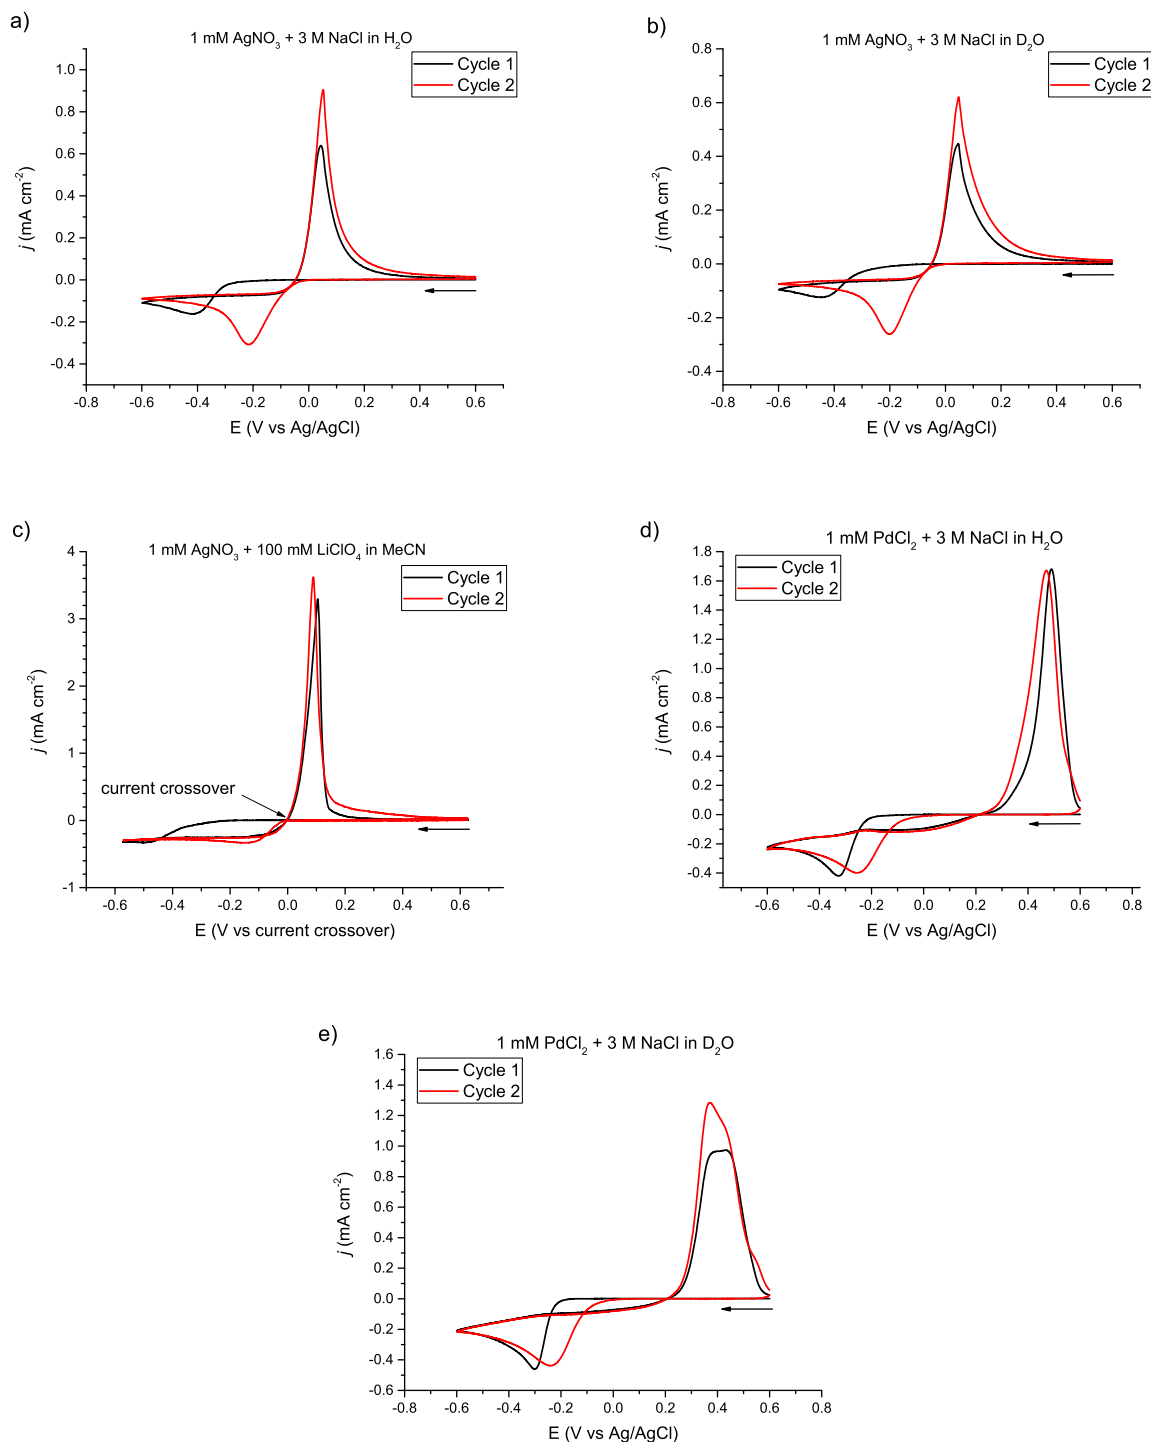 a)
1 mM AgNO3 + 3 M NaCl in H2O
Cycle 1
Cycle 2
1.0
0.8
0.6
0.4
0.2
0.0
-0.2
-0.4
j (mA cm-2)
-0.8 -0.6 -0.4 -0.2 0.0 0.2 0.4 0.6
E (V vs Ag/AgCl)
b)
1 mM AgNO3 + 3 M NaCl in D2O
Cycle 1
Cycle 2
0.8
0.6
0.4
0.2
0.0
-0.2
-0.4
j (mA cm-2)
-0.8 -0.6 -0.4 -0.2 0.0 0.2 0.4 0.6
E (V vs Ag/AgCl)
c)
1 mM AgNO3 + 100 mM LiClO4 in MeCN
Cycle 1
Cycle 2
4
3
2
1
0
-1
j (mA cm-2)
current crossover
-0.6 -0.4 -0.2 0.0 0.2 0.4 0.6
E (V vs current crossover)
d)
1 mM PdCl2 + 3 M NaCl in H2O
Cycle 1
Cycle 2
1.8
1.6
1.4
1.2
1.0
0.8
0.6
0.4
0.2
0.0
-0.2
-0.4
j (mA cm-2)
-0.6 -0.4 -0.2 0.0 0.2 0.4 0.6 0.8
E (V vs Ag/AgCl)
e)
1 mM PdCl2 + 3 M NaCl in D2O
Cycle 1
Cycle 2
1.6
1.4
1.2
1.0
0.8
0.6
0.4
0.2
0.0
-0.2
-0.4
-0.6
j (mA cm-2)
-0.8 -0.6 -0.4 -0.2 0.0 0.2 0.4 0.6 0.8
E (V vs Ag/AgCl)